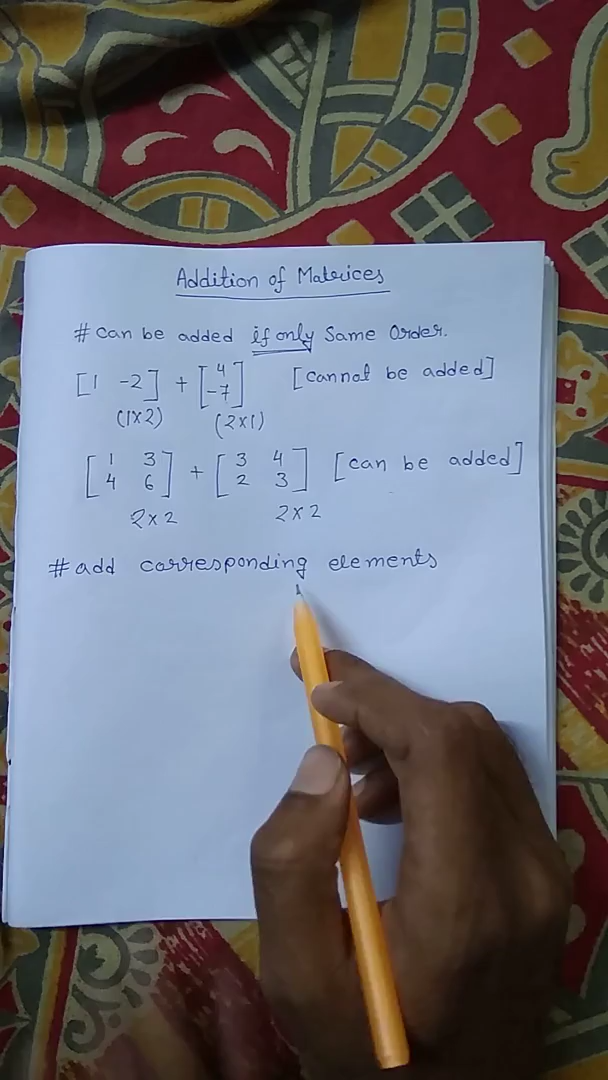 Addition of Matrices
# can be added if only Same Order.
[1 -2] + [4 -7] [cannot be added]
(1x2) (2x1)
[1 3 4 6] + [3 4 2 3] [can be added]
2x2 2x2
# add corresponding elements